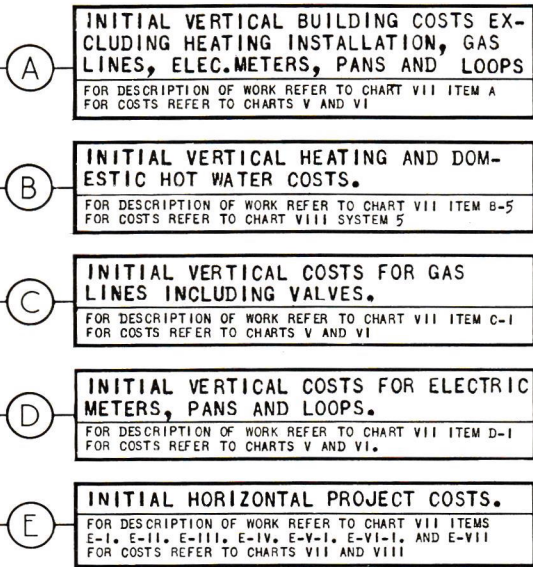 A
INITIAL VERTICAL BUILDING COSTS EX-
CLUDING HEATING INSTALLATION, GAS
LINES, ELEC.METERS, PANS AND LOOPS
FOR DESCRIPTION OF WORK REFER TO CHART VII ITEM A
FOR COSTS REFER TO CHARTS V AND VI
B
INITIAL VERTICAL HEATING AND DOM-
ESTIC HOT WATER COSTS.
FOR DESCRIPTION OF WORK REFER TO CHART VII ITEM B-5
FOR COSTS REFER TO CHART VIII SYSTEM 5
C
INITIAL VERTICAL COSTS FOR GAS
LINES INCLUDING VALVES.
FOR DESCRIPTION OF WORK REFER TO CHART VII ITEM C-I
FOR COSTS REFER TO CHARTS V AND VI
D
INITIAL VERTICAL COSTS FOR ELECTRIC
METERS, PANS AND LOOPS.
FOR DESCRIPTION OF WORK REFER TO CHART VII ITEM D-I
FOR COSTS REFER TO CHARTS V AND VI.
E
INITIAL HORIZONTAL PROJECT COSTS.
FOR DESCRIPTION OF WORK REFER TO CHART VII ITEMS
E-I. E-II. E-III. E-IV. E-V-I. E-VI-I. AND E-VII
FOR COSTS REFER TO CHARTS VII AND VIII